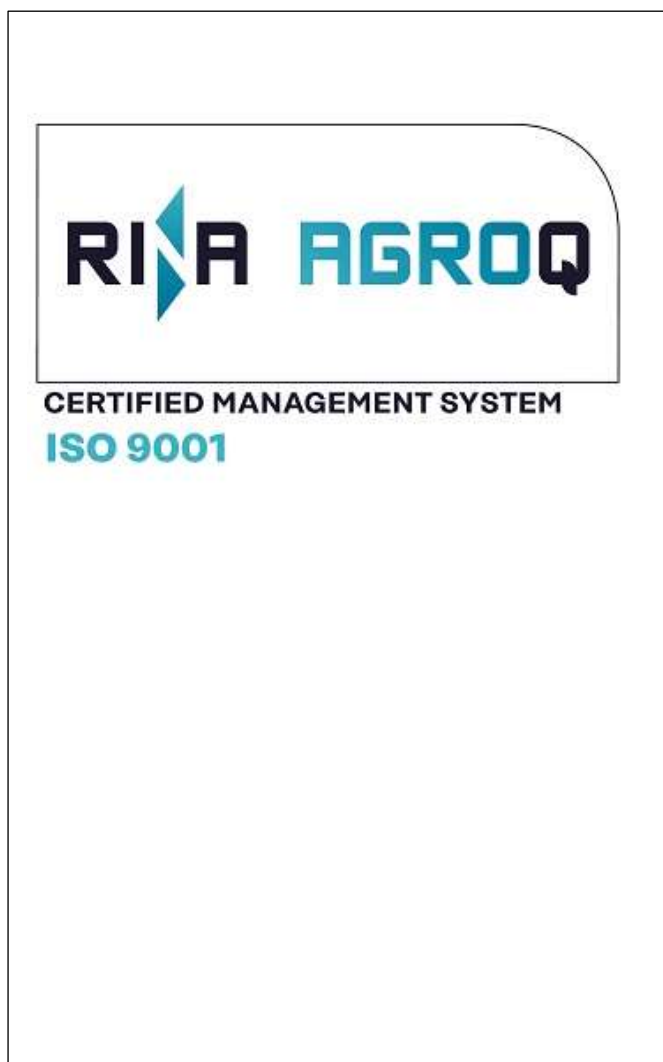 RINA AGROQ
CERTIFIED MANAGEMENT SYSTEM
ISO 9001